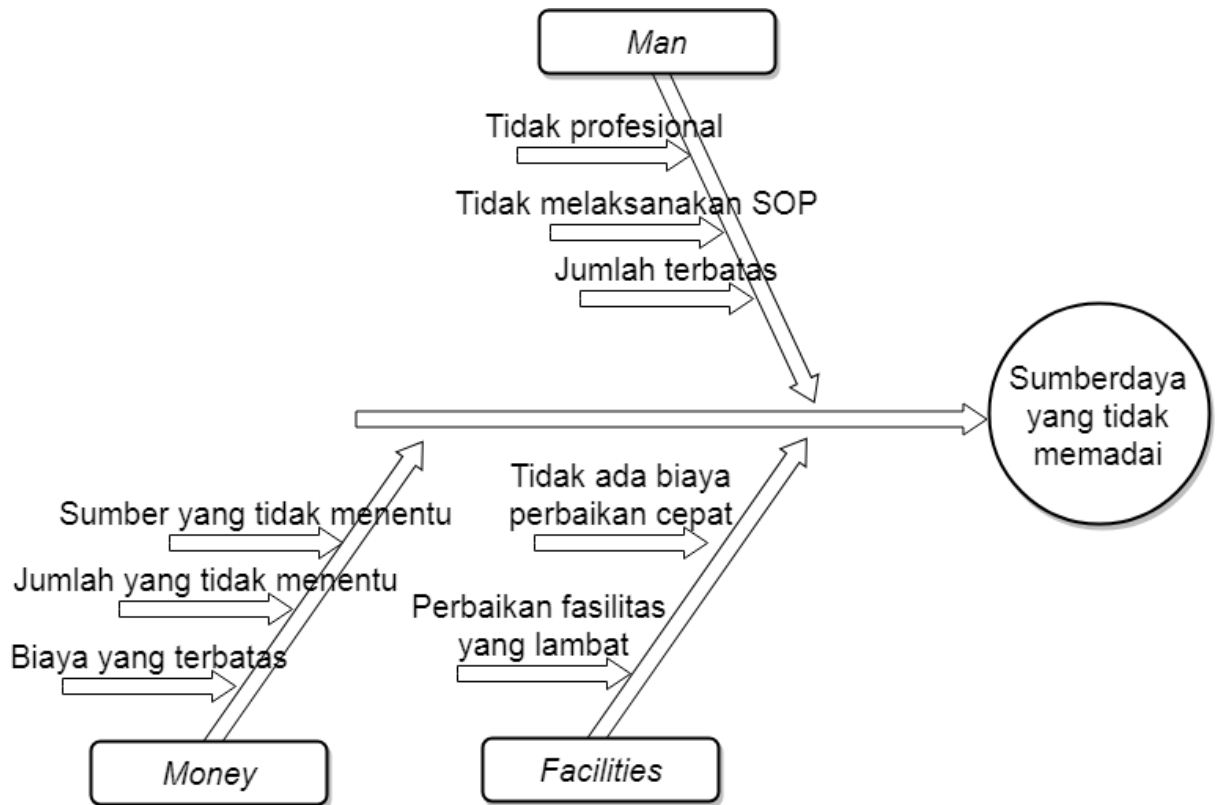 Man
Tidak profesional
Tidak melaksanakan SOP
Jumlah terbatas
Sumberdaya
yang tidak
memadai
Sumber yang tidak menentu
Jumlah yang tidak menentu
Biaya yang terbatas
Money
Tidak ada biaya
perbaikan cepat
Perbaikan fasilitas
yang lambat
Facilities